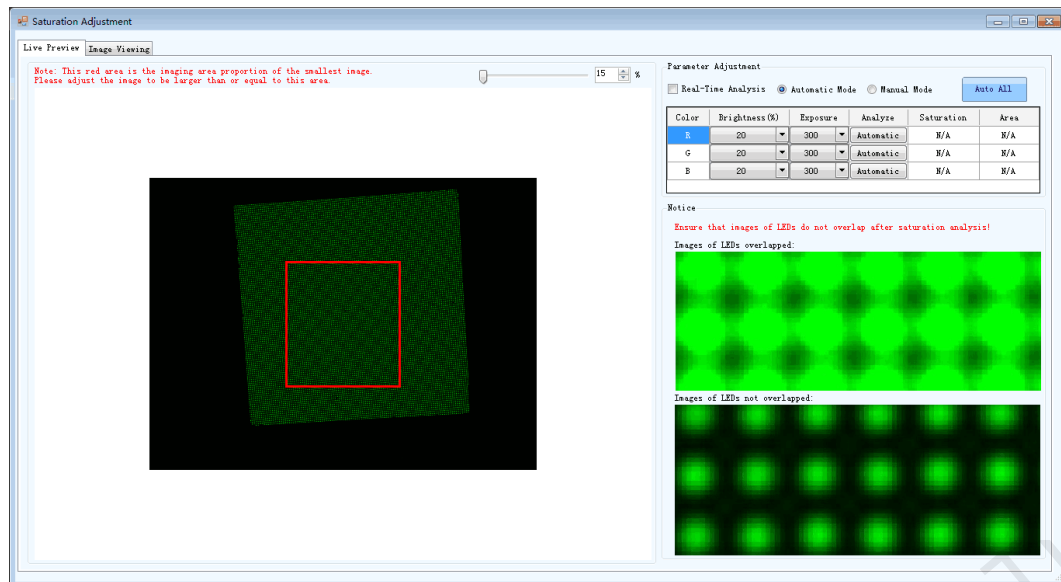 Saturation Adjustment
Live Preview Image Viewing
Note: This red area is the imaging area proportion of the smallest image.
Please adjust the image to be larger than or equal to this area.
15 %
Parameter Adjustment
Real-Time Analysis Automatic Mode Manual Mode Auto All
Color Brightness(%) Exposure Analyze Saturation Area
R 20 300 Automatic N/A N/A
G 20 300 Automatic N/A N/A
B 20 300 Automatic N/A N/A
Notice
Ensure that images of LEDs do not overlap after saturation analysis!
Images of LEDs overlapped:
Images of LEDs not overlapped: